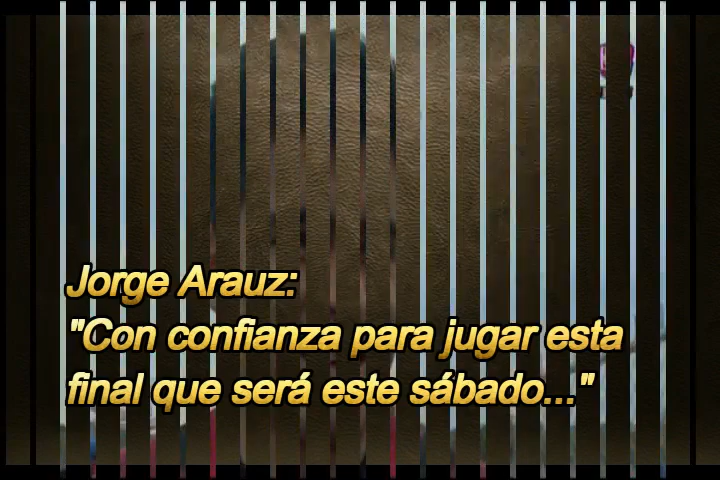 Jorge Arauz:
"Con confianza para jugar esta
final que será este sábado..."